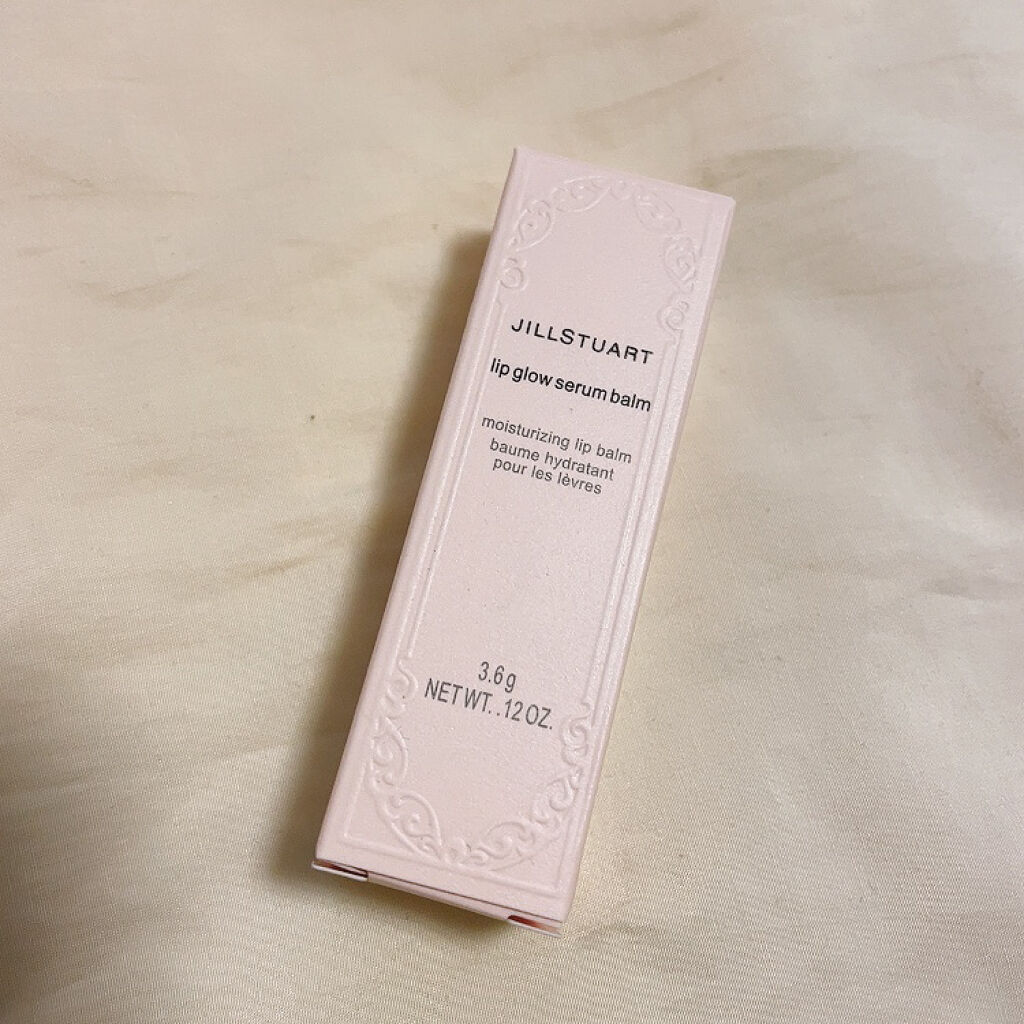 JILLSTUART
lip glow serum balm
moisturizing lip balm
baume hydratant
pour les lèvres
3.6g
NET WT. .12 OZ.